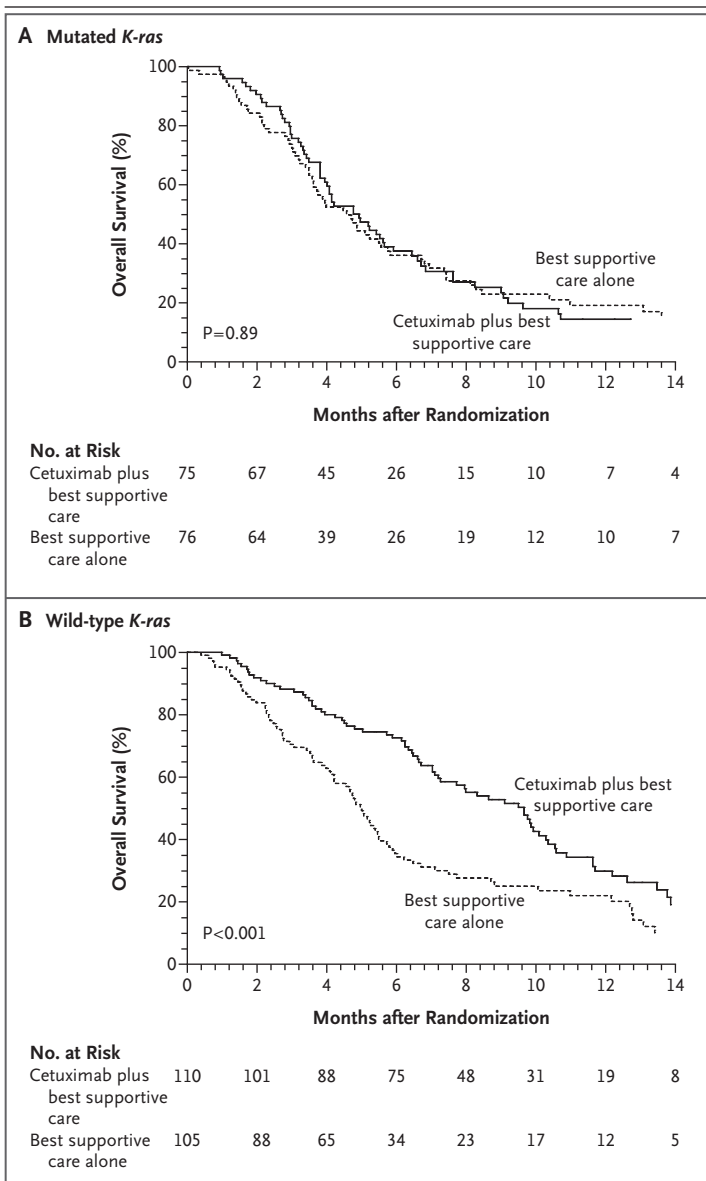 A Mutated K-ras
100
80
60
40
20
0
Overall Survival (%)
Best supportive
care alone
Cetuximab plus best
supportive care
P=0.89
0 2 4 6 8 10 12 14
Months after Randomization
No. at Risk
Cetuximab plus 75 67 45 26 15 10 7 4
best supportive
care
Best supportive 76 64 39 26 19 12 10 7
care alone
B Wild-type K-ras
100
80
60
40
20
0
Overall Survival (%)
Cetuximab plus best
supportive care
Best supportive
care alone
P<0.001
0 2 4 6 8 10 12 14
Months after Randomization
No. at Risk
Cetuximab plus 110 101 88 75 48 31 19 8
best supportive
care
Best supportive 105 88 65 34 23 17 12 5
care alone